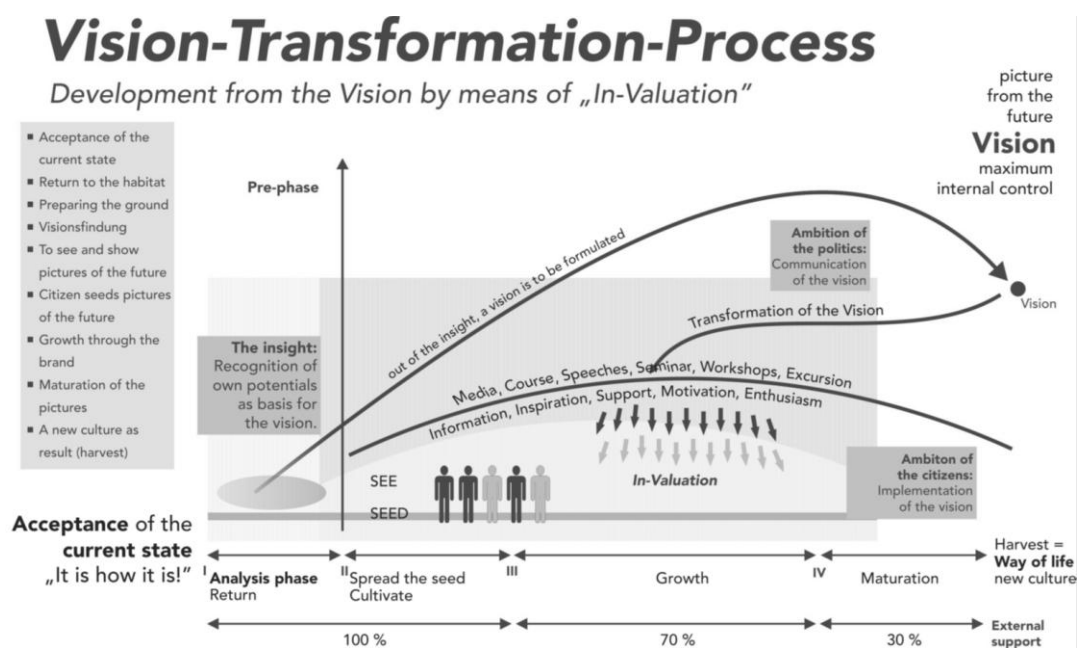 Vision-Transformation-Process
Development from the Vision by means of „In-Valuation"
picture
from the
future
Vision
maximum
internal control
▪ Acceptance of the
current state
▪ Return to the habitat
▪ Preparing the ground
▪ Visionsfindung
▪ To see and show
pictures of the future
▪ Citizen seeds pictures
of the future
▪ Growth through the
brand
▪ Maturation of the
pictures
▪ A new culture as
result (harvest)
Pre-phase
out of the insight, a vision is to be formulated
Ambition of
the politics:
Communication
of the vision
Vision
Transformation of the Vision
The insight:
Recognition of
own potentials
as basis for
the vision.
Media, Course, Speeches, Seminar, Workshops, Excursion
Information, Inspiration, Support, Motivation, Enthusiasm
In-Valuation
SEE
SEED
Ambiton of
the citizens:
Implementation
of the vision
Acceptance of the
current state
„It is how it is!"
I
II
III
IV
Analysis phase
Return
Spread the seed
Cultivate
Growth
Maturation
Harvest =
Way of life
new culture
100 %
70 %
30 %
External
support